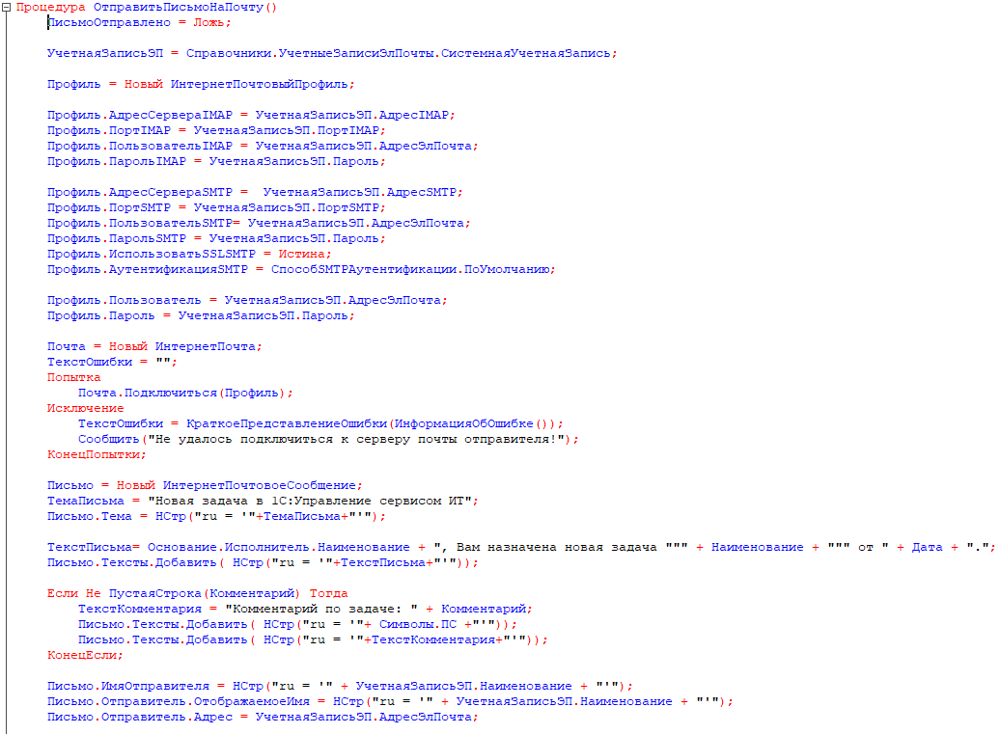 Процедура ОтправитьПисьмоНаПочту()
ПисьмоОтправлено = Ложь;
УчетнаяЗаписьЭП = Справочники.УчетныеЗаписиЭлПочты.СистемнаяУчетнаяЗапись;
Профиль = Новый ИнтернетПочтовыйПрофиль;
Профиль.АдресСервераIMAP = УчетнаяЗаписьЭП.АдресIMAP;
Профиль.ПортIMAP = УчетнаяЗаписьЭП.ПортIMAP;
Профиль.ПользовательIMAP = УчетнаяЗаписьЭП.АдресЭлПочта;
Профиль.ПарольIMAP = УчетнаяЗаписьЭП.Пароль;
Профиль.АдресСервераSMTP =  УчетнаяЗаписьЭП.АдресSMTP;
Профиль.ПортSMTP = УчетнаяЗаписьЭП.ПортSMTP;
Профиль.ПользовательSMTP= УчетнаяЗаписьЭП.АдресЭлПочта;
Профиль.ПарольSMTP = УчетнаяЗаписьЭП.Пароль;
Профиль.ИспользоватьSSLSMTP = Истина;
Профиль.АутентификацияSMTP = СпособSMTPАутентификации.ПоУмолчанию;
Профиль.Пользователь = УчетнаяЗаписьЭП.АдресЭлПочта;
Профиль.Пароль = УчетнаяЗаписьЭП.Пароль;
Почта = Новый ИнтернетПочта;
ТекстОшибки = "";
Попытка
Почта.Подключиться(Профиль);
Исключение
ТекстОшибки = КраткоеПредставлениеОшибки(ИнформацияОбОшибке());
Сообщить("Не удалось подключиться к серверу почты отправителя!");
КонецПопытки;
Письмо = Новый ИнтернетПочтовоеСообщение;
ТемаПисьма = "Новая задача в 1С:Управление сервисом ИТ";
Письмо.Тема = НСтр("ru = '"+ТемаПисьма+"'");
ТекстПисьма= Основание.Исполнитель.Наименование + ", Вам назначена новая задача """ + Наименование + """ от " + Дата + ".";
Письмо.Тексты.Добавить( НСтр("ru = '"+ТекстПисьма+"'"));
Если Не ПустаяСтрока(Комментарий) Тогда
ТекстКомментария = "Комментарий по задаче: " + Комментарий;
Письмо.Тексты.Добавить( НСтр("ru = '"+ Символы.ПС +"'"));
Письмо.Тексты.Добавить( НСтр("ru = '"+ТекстКомментария+"'"));
КонецЕсли;
Письмо.ИмяОтправителя = НСтр("ru = '" + УчетнаяЗаписьЭП.Наименование + "'");
Письмо.Отправитель.ОтображаемоеИмя = НСтр("ru = '" + УчетнаяЗаписьЭП.Наименование + "'");
Письмо.Отправитель.Адрес = УчетнаяЗаписьЭП.АдресЭлПочта;